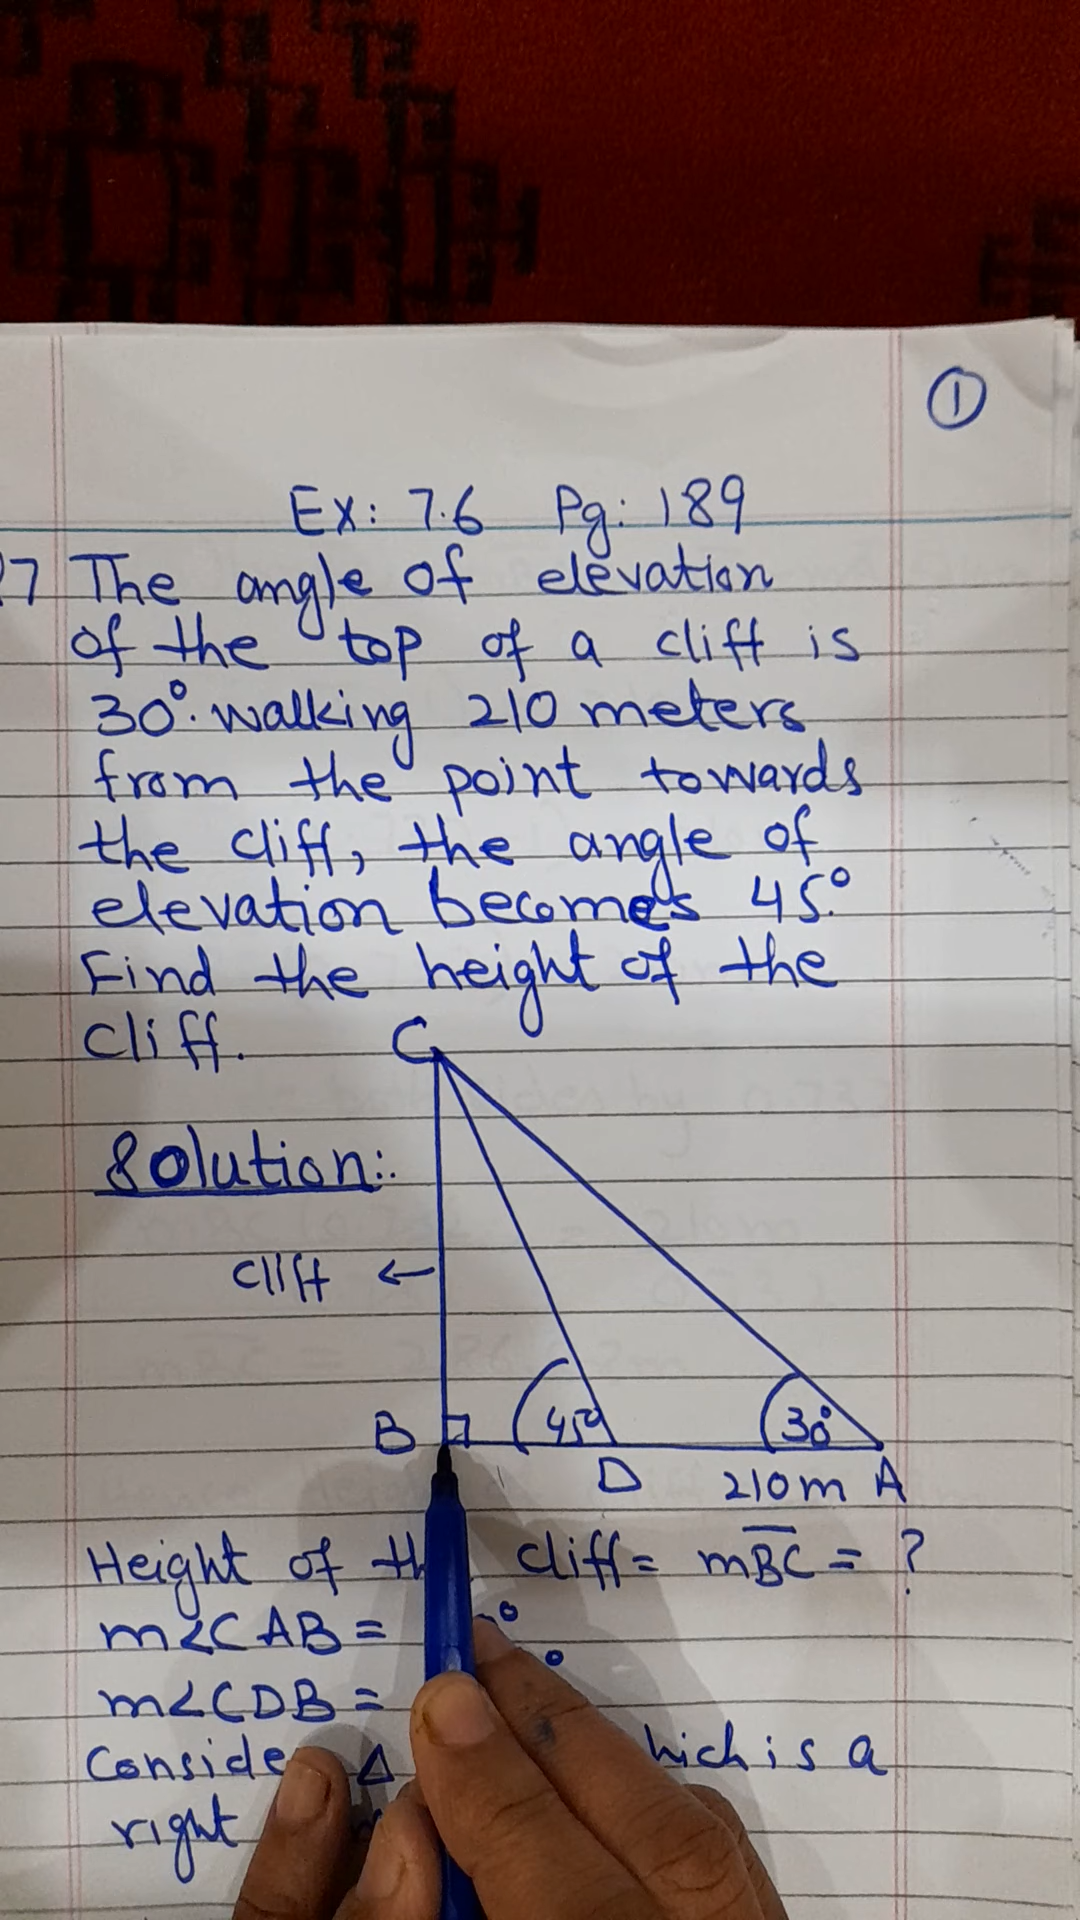 ①
Ex: 7.6 Pg: 189
7 The angle of elevation
of the top of a cliff is
30°. walking 210 meters
from the point towards
the cliff, the angle of
elevation becomes 45.°
Find the height of the
cliff.
C
Solution:.
cliff ←
B 45° 30°
D 210m A
Height of cliff = mBC = ?
m∠CAB = °
m∠CDB = °
Conside Δ hich is a
right